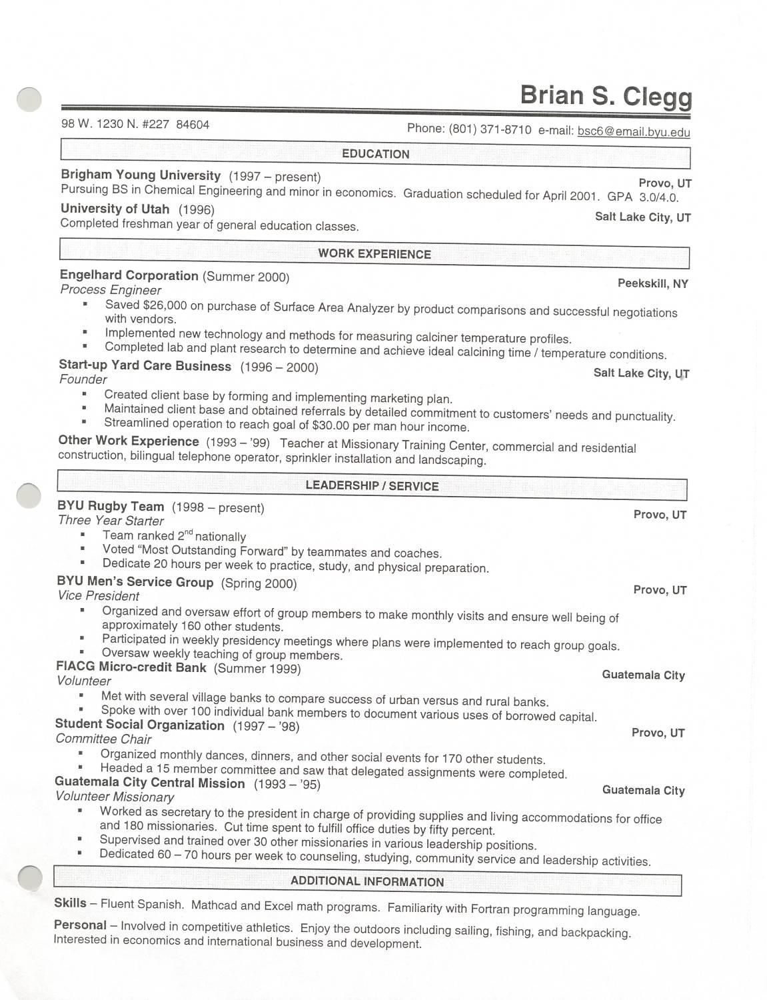 Brian S. Clegg
98 W. 1230 N. #227 84604 Phone: (801) 371-8710 e-mail: bsc6@email.byu.edu
EDUCATION
Brigham Young University (1997 – present) Provo, UT
Pursuing BS in Chemical Engineering and minor in economics. Graduation scheduled for April 2001. GPA 3.0/4.0.
University of Utah (1996) Salt Lake City, UT
Completed freshman year of general education classes.
WORK EXPERIENCE
Engelhard Corporation (Summer 2000) Peekskill, NY
Process Engineer
▪ Saved $26,000 on purchase of Surface Area Analyzer by product comparisons and successful negotiations
with vendors.
▪ Implemented new technology and methods for measuring calciner temperature profiles.
▪ Completed lab and plant research to determine and achieve ideal calcining time / temperature conditions.
Start-up Yard Care Business (1996 – 2000) Salt Lake City, UT
Founder
▪ Created client base by forming and implementing marketing plan.
▪ Maintained client base and obtained referrals by detailed commitment to customers' needs and punctuality.
▪ Streamlined operation to reach goal of $30.00 per man hour income.
Other Work Experience (1993 – '99) Teacher at Missionary Training Center, commercial and residential
construction, bilingual telephone operator, sprinkler installation and landscaping.
LEADERSHIP / SERVICE
BYU Rugby Team (1998 – present) Provo, UT
Three Year Starter
▪ Team ranked 2nd nationally
▪ Voted "Most Outstanding Forward" by teammates and coaches.
▪ Dedicate 20 hours per week to practice, study, and physical preparation.
BYU Men's Service Group (Spring 2000) Provo, UT
Vice President
▪ Organized and oversaw effort of group members to make monthly visits and ensure well being of
approximately 160 other students.
▪ Participated in weekly presidency meetings where plans were implemented to reach group goals.
▪ Oversaw weekly teaching of group members.
FIACG Micro-credit Bank (Summer 1999) Guatemala City
Volunteer
▪ Met with several village banks to compare success of urban versus and rural banks.
▪ Spoke with over 100 individual bank members to document various uses of borrowed capital.
Student Social Organization (1997 – '98) Provo, UT
Committee Chair
▪ Organized monthly dances, dinners, and other social events for 170 other students.
▪ Headed a 15 member committee and saw that delegated assignments were completed.
Guatemala City Central Mission (1993 – '95) Guatemala City
Volunteer Missionary
▪ Worked as secretary to the president in charge of providing supplies and living accommodations for office
and 180 missionaries. Cut time spent to fulfill office duties by fifty percent.
▪ Supervised and trained over 30 other missionaries in various leadership positions.
▪ Dedicated 60 – 70 hours per week to counseling, studying, community service and leadership activities.
ADDITIONAL INFORMATION
Skills – Fluent Spanish. Mathcad and Excel math programs. Familiarity with Fortran programming language.
Personal – Involved in competitive athletics. Enjoy the outdoors including sailing, fishing, and backpacking.
Interested in economics and international business and development.